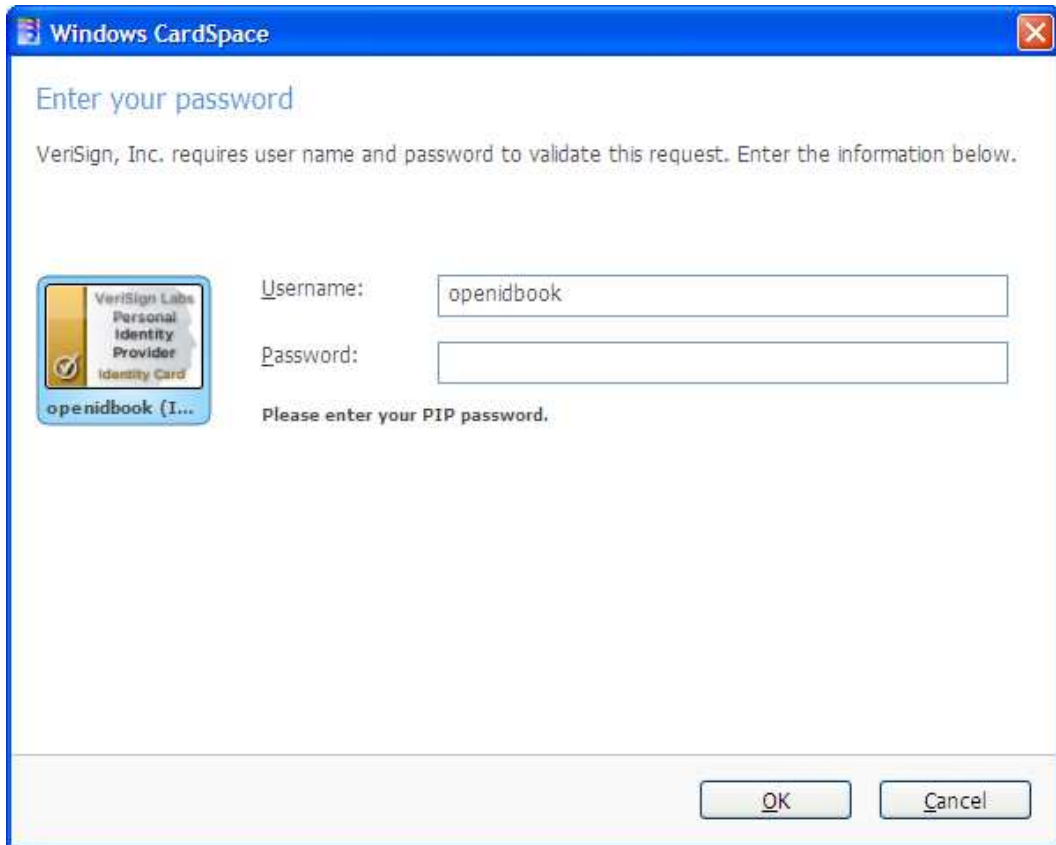 Windows CardSpace
Enter your password
VeriSign, Inc. requires user name and password to validate this request. Enter the information below.
VeriSign Labs
Personal
Identity
Provider
Identity Card
openidbook (I...
Username:
openidbook
Password:
Please enter your PIP password.
OK
Cancel